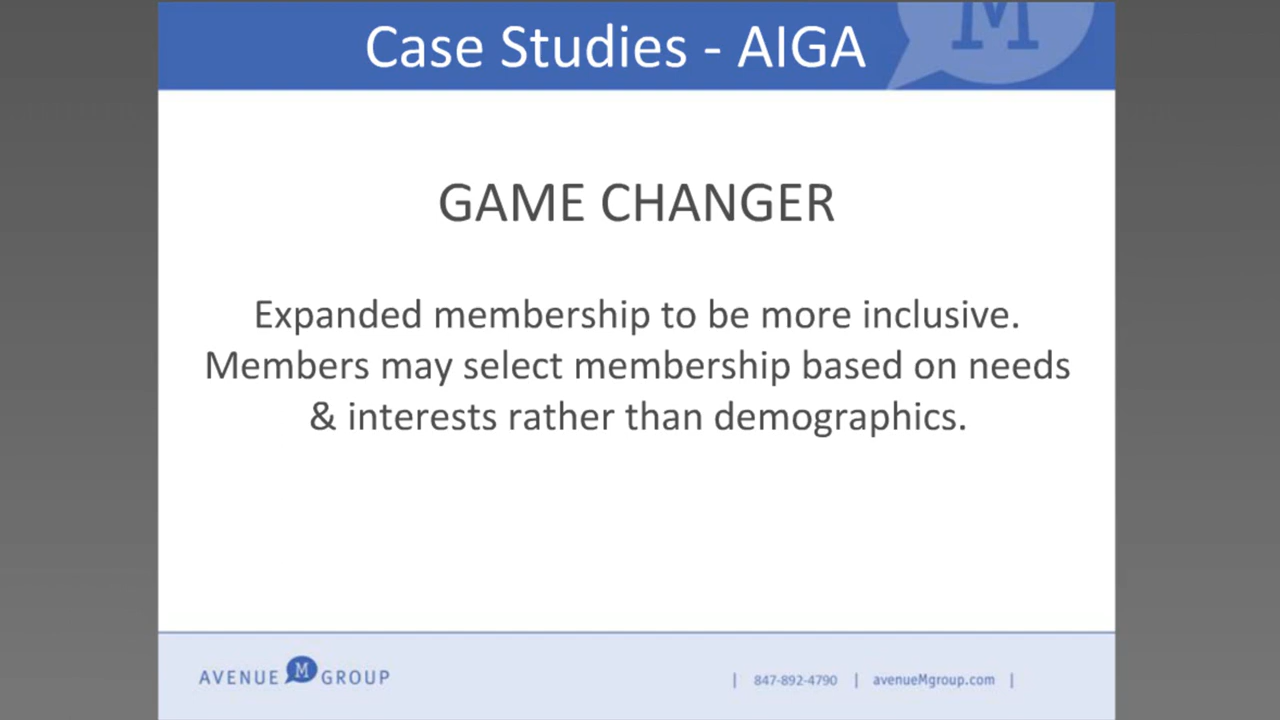 Case Studies - AIGA
M
GAME CHANGER
Expanded membership to be more inclusive.
Members may select membership based on needs
& interests rather than demographics.
AVENUE M GROUP
| 847-892-4790 | avenueMgroup.com |